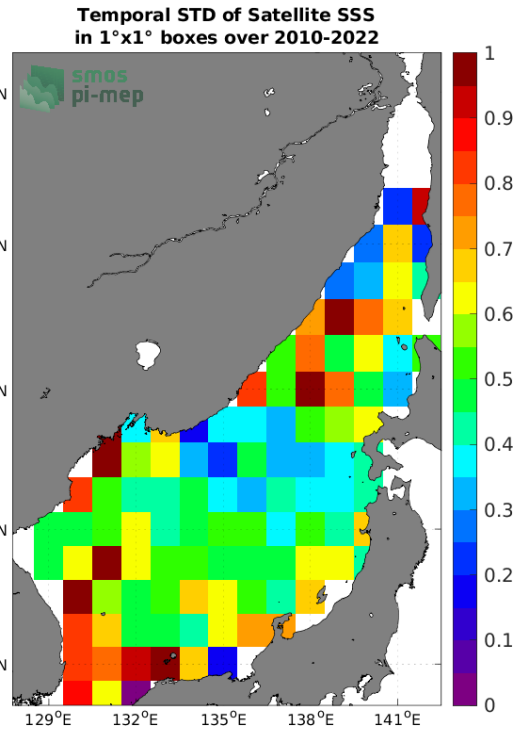 Temporal STD of Satellite SSS
in 1°x1° boxes over 2010-2022
smos
pi-mep
N
N
N
N
N
1
0.9
0.8
0.7
0.6
0.5
0.4
0.3
0.2
0.1
0
129°E 132°E 135°E 138°E 141°E